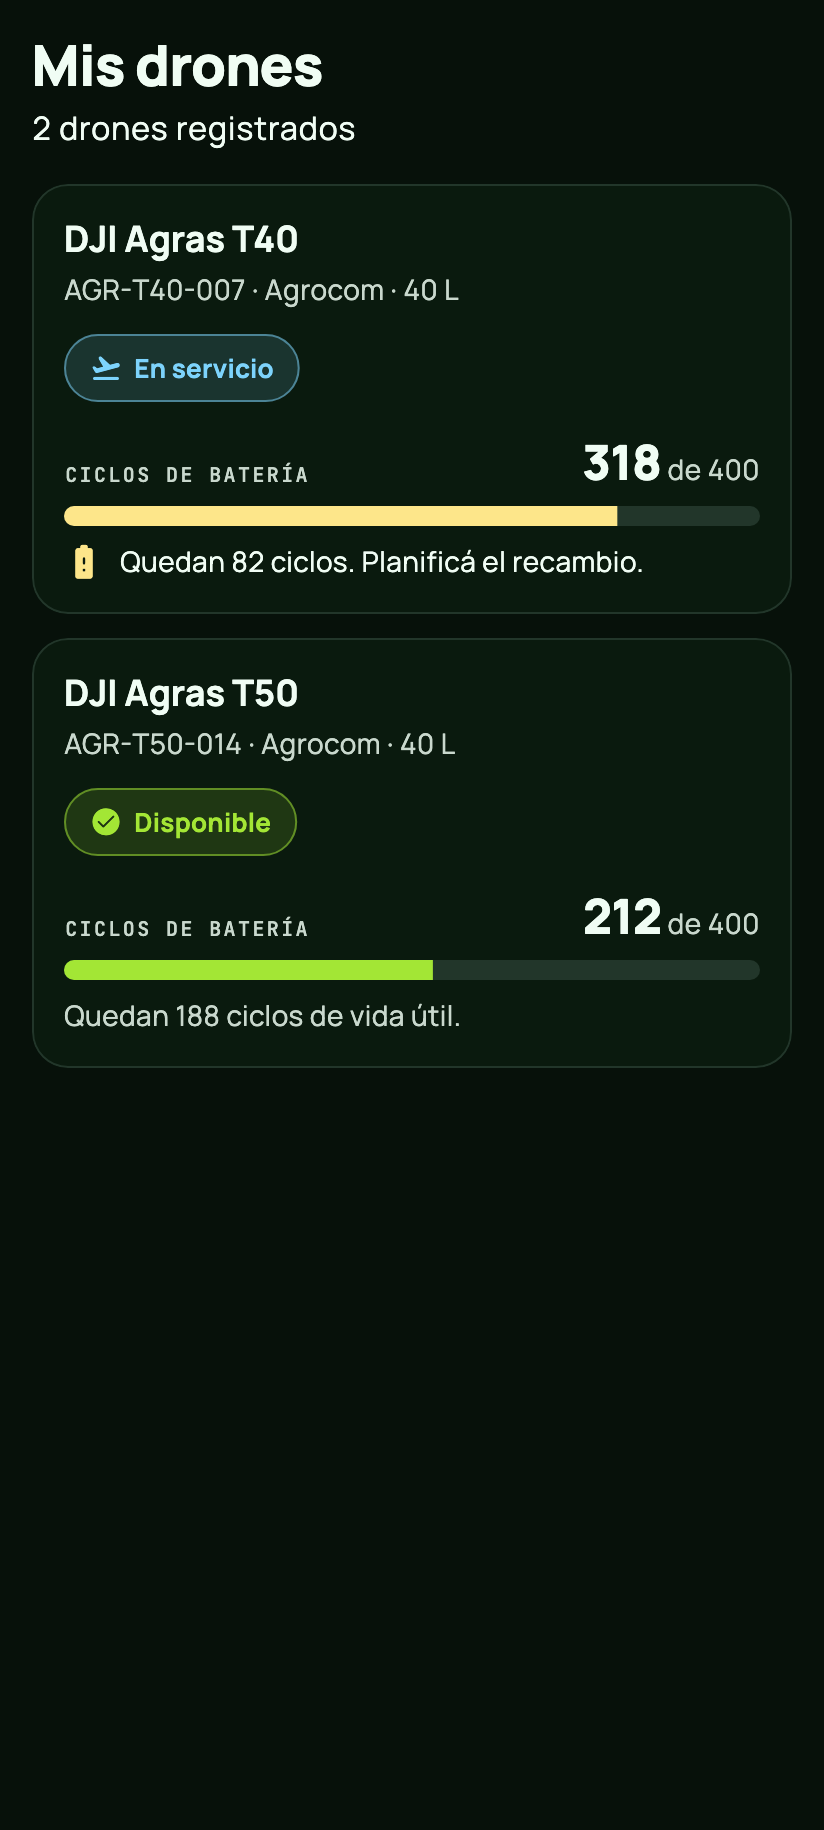 Mis drones
2 drones registrados
DJI Agras T40
AGR-T40-007 · Agrocom · 40 L
En servicio
CICLOS DE BATERÍA
318 de 400
Quedan 82 ciclos. Planificá el recambio.
DJI Agras T50
AGR-T50-014 · Agrocom · 40 L
Disponible
CICLOS DE BATERÍA
212 de 400
Quedan 188 ciclos de vida útil.